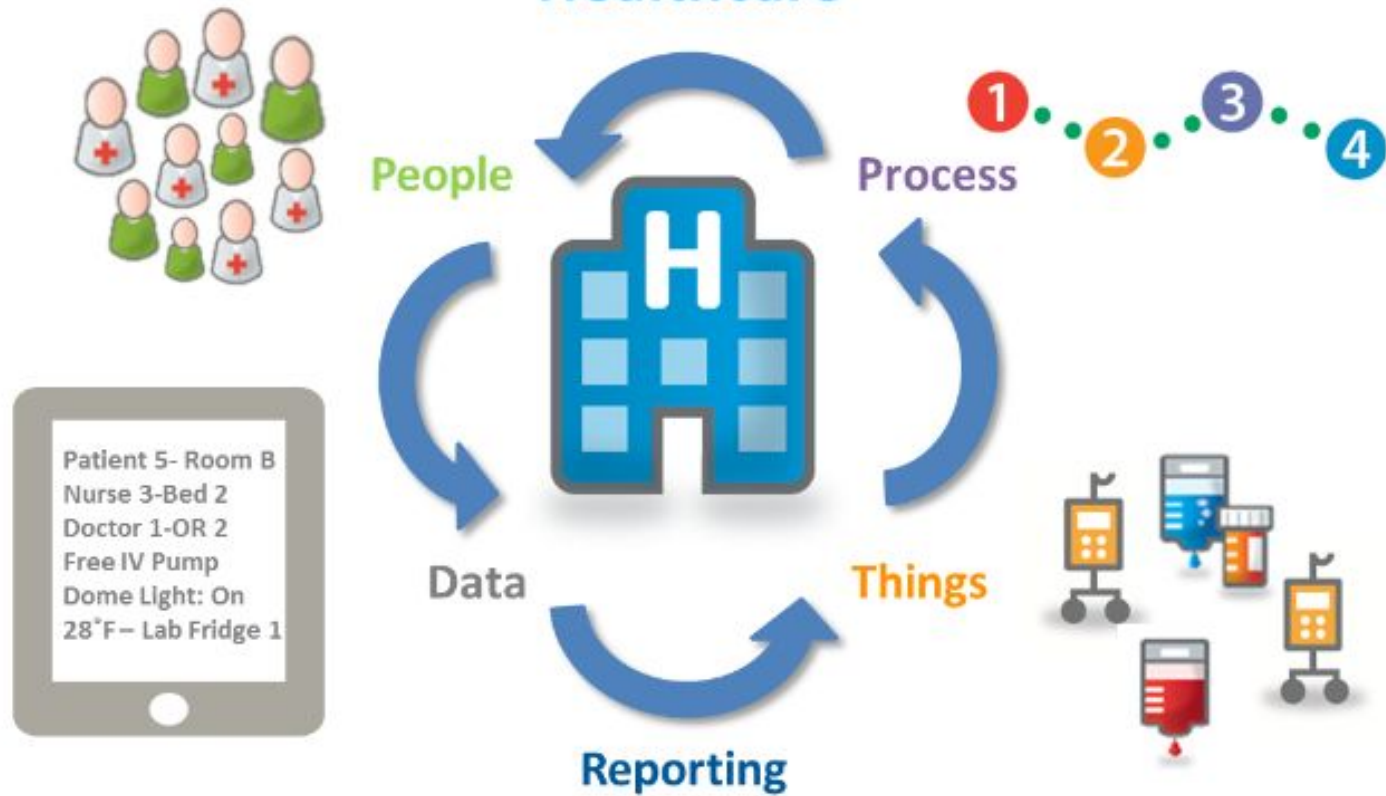 People
Process
1
2
3
4
H
Patient 5- Room B
Nurse 3-Bed 2
Doctor 1-OR 2
Free IV Pump
Dome Light: On
28˚F – Lab Fridge 1
Data
Things
Reporting